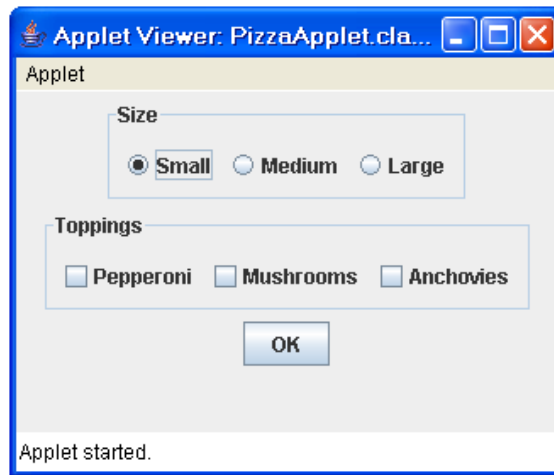 Applet Viewer: PizzaApplet.cla...
Applet
Size
Small Medium Large
Toppings
Pepperoni Mushrooms Anchovies
OK
Applet started.